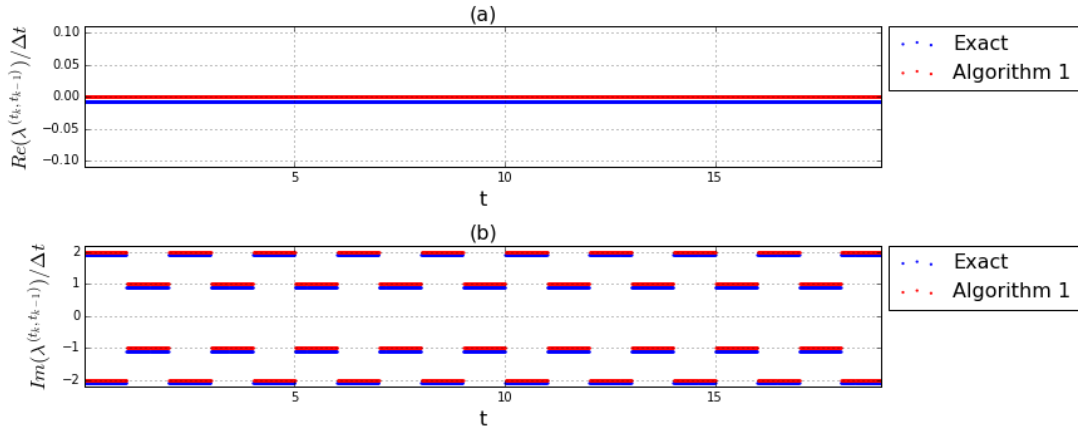 (a)
Re(λ^(t_k, t_{k−1}))/Δt
0.10
0.05
0.00
−0.05
−0.10
5
10
15
t
Exact
Algorithm 1
(b)
Im(λ^(t_k, t_{k−1}))/Δt
2
1
0
−1
−2
5
10
15
t
Exact
Algorithm 1